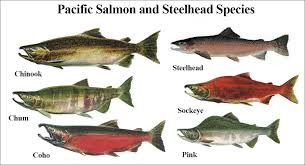 Pacific Salmon and Steelhead Species
Chinook
Steelhead
Chum
Sockeye
Coho
Pink